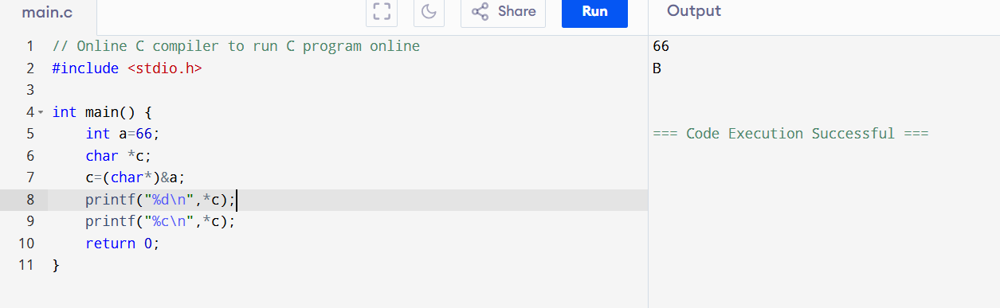 main.c
Share
Run
Output
1 // Online C compiler to run C program online
2 #include <stdio.h>
3
4 int main() {
5     int a=66;
6     char *c;
7     c=(char*)&a;
8     printf("%d\n",*c);
9     printf("%c\n",*c);
10     return 0;
11 }
66
B
=== Code Execution Successful ===